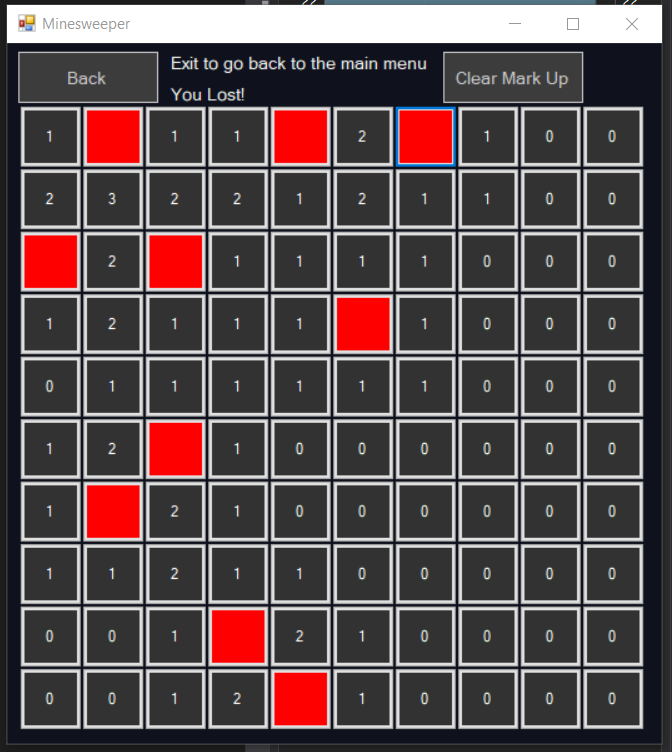 Minesweeper
Back
Exit to go back to the main menu
You Lost!
Clear Mark Up
1 1 1 2 1 0 0
2 3 2 2 1 2 1 1 0 0
2 1 1 1 1 0 0 0
1 2 1 1 1 1 0 0 0
0 1 1 1 1 1 1 0 0 0
1 2 1 0 0 0 0 0 0
1 2 1 0 0 0 0 0 0
1 1 2 1 1 0 0 0 0 0
0 0 1 2 1 0 0 0 0
0 0 1 2 1 0 0 0 0